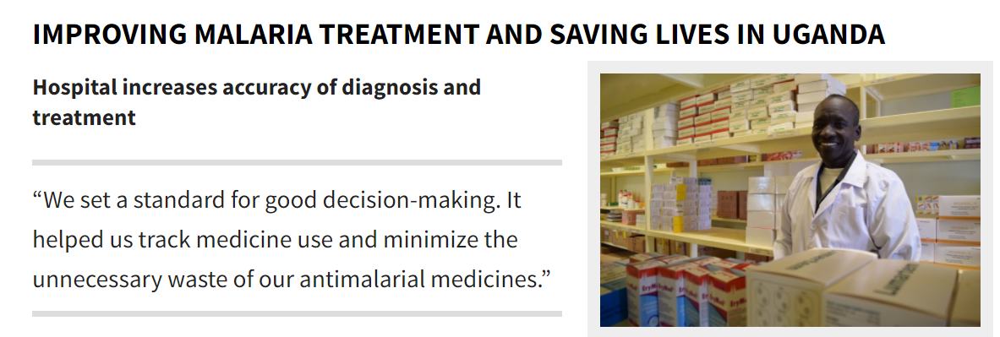 IMPROVING MALARIA TREATMENT AND SAVING LIVES IN UGANDA
Hospital increases accuracy of diagnosis and
treatment
“We set a standard for good decision-making. It
helped us track medicine use and minimize the
unnecessary waste of our antimalarial medicines.”